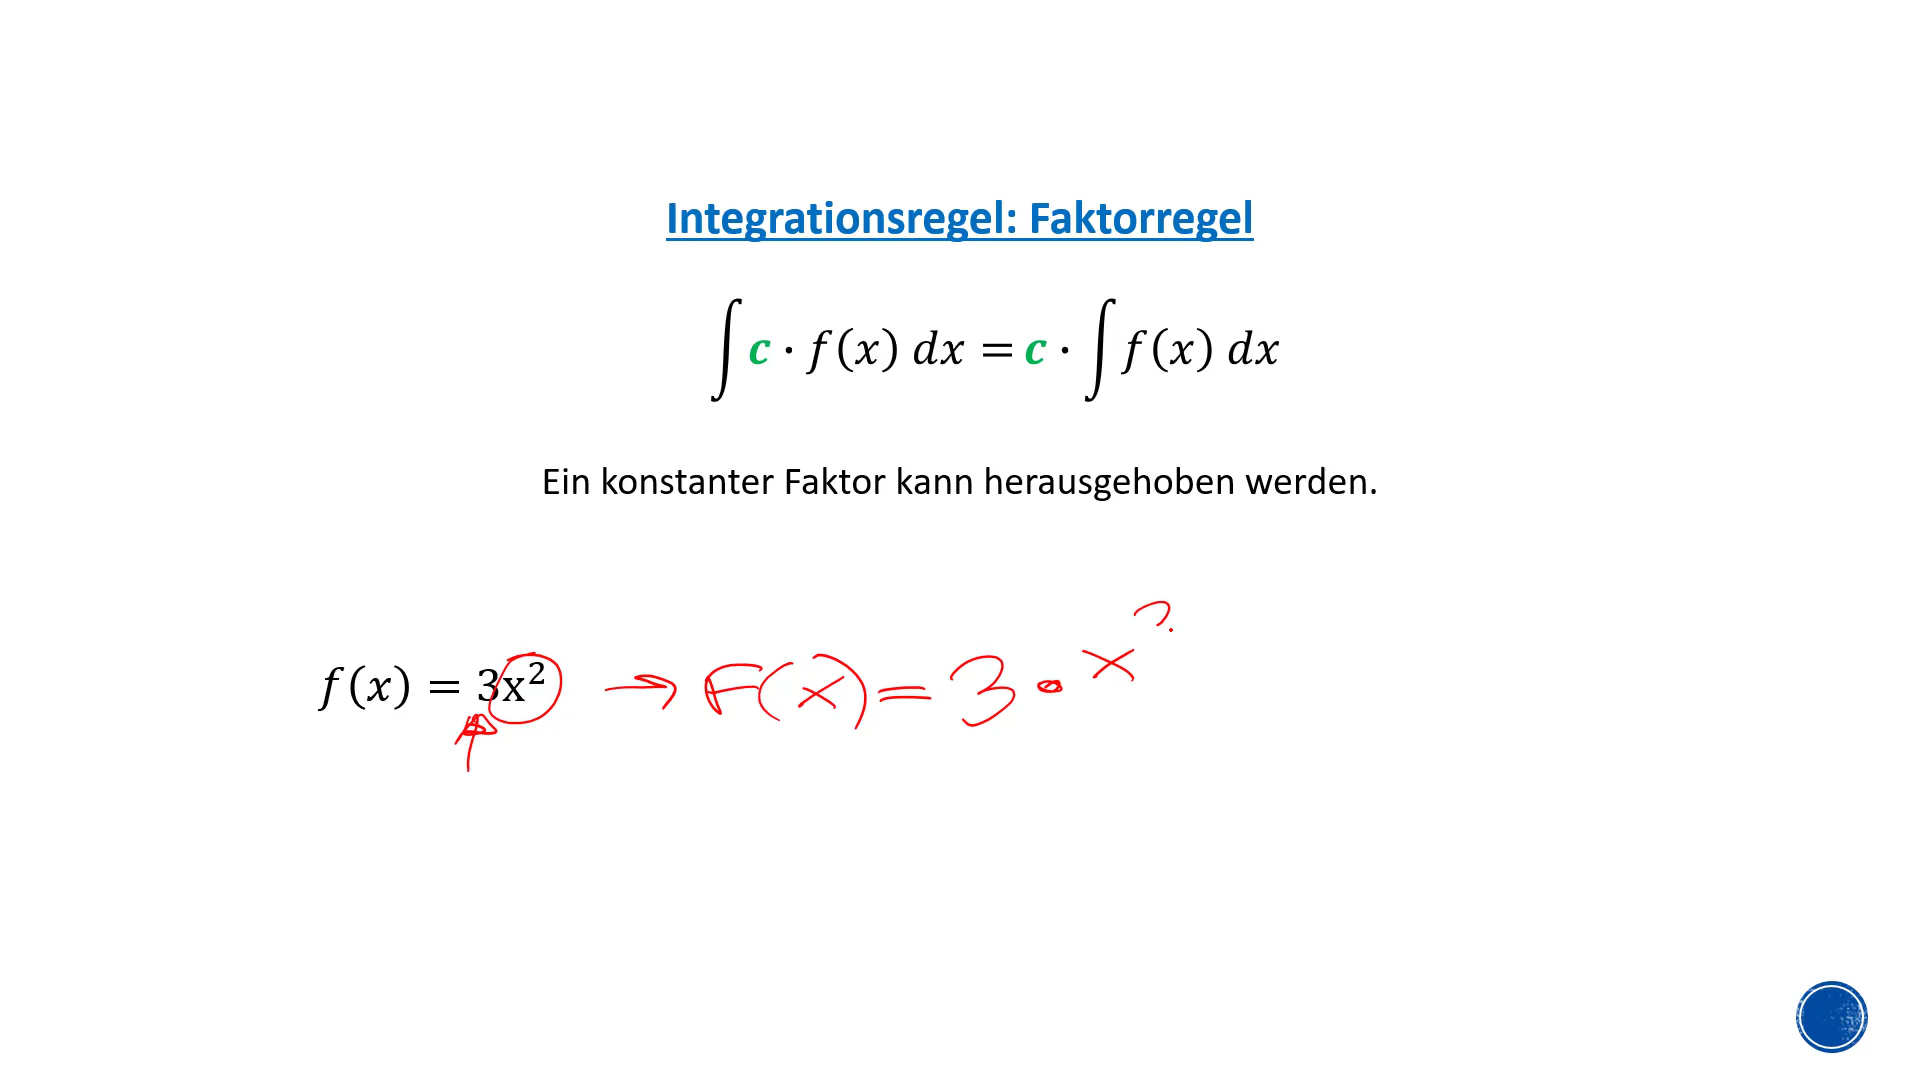 Integrationsregel: Faktorregel
∫ c · f(x) dx = c · ∫ f(x) dx
Ein konstanter Faktor kann herausgehoben werden.
f(x) = 3x² → F(x) = 3 · x